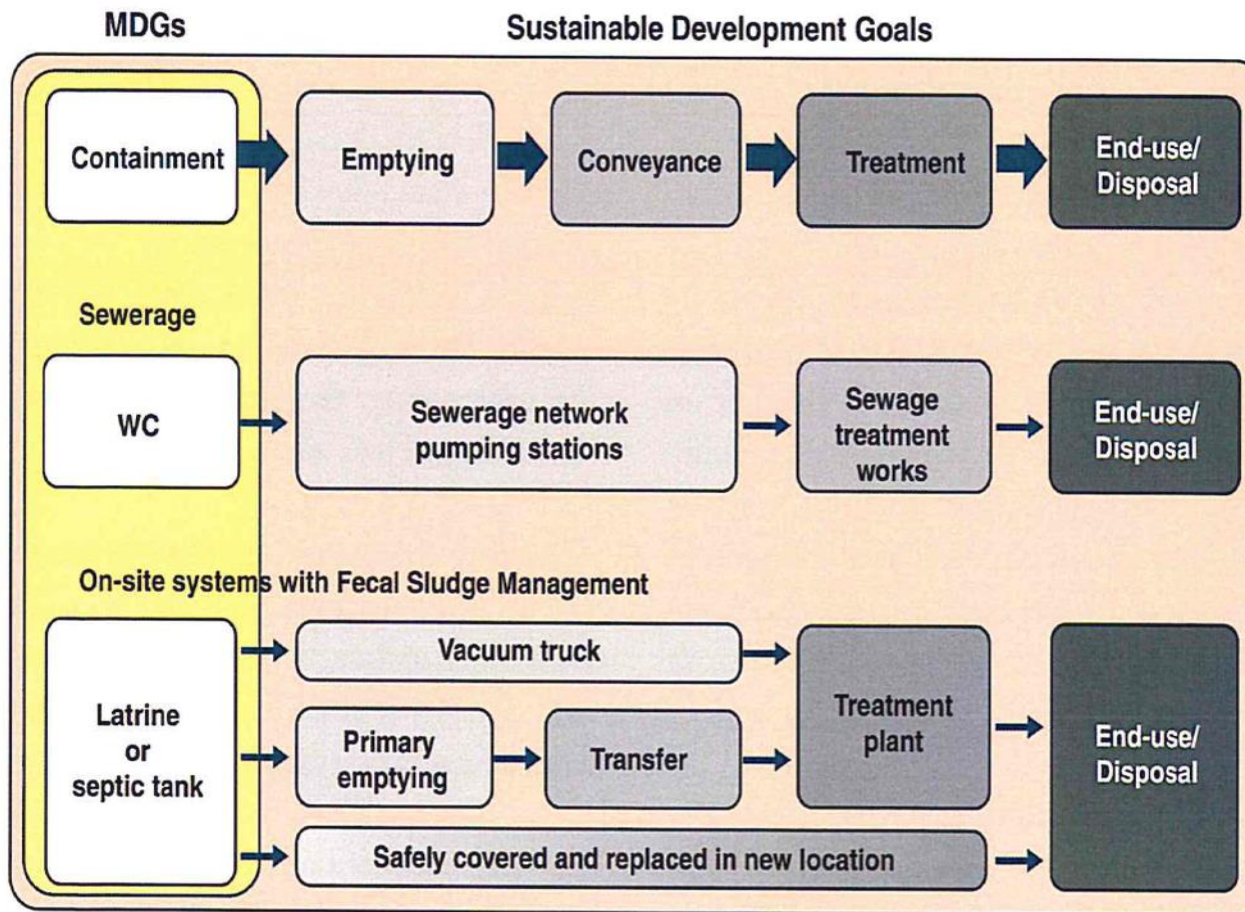 MDGs
Sustainable Development Goals
Containment
Emptying
Conveyance
Treatment
End-use/
Disposal
Sewerage
WC
Sewerage network
pumping stations
Sewage
treatment
works
End-use/
Disposal
On-site systems with Fecal Sludge Management
Latrine
or
septic tank
Vacuum truck
Primary
emptying
Transfer
Treatment
plant
Safely covered and replaced in new location
End-use/
Disposal